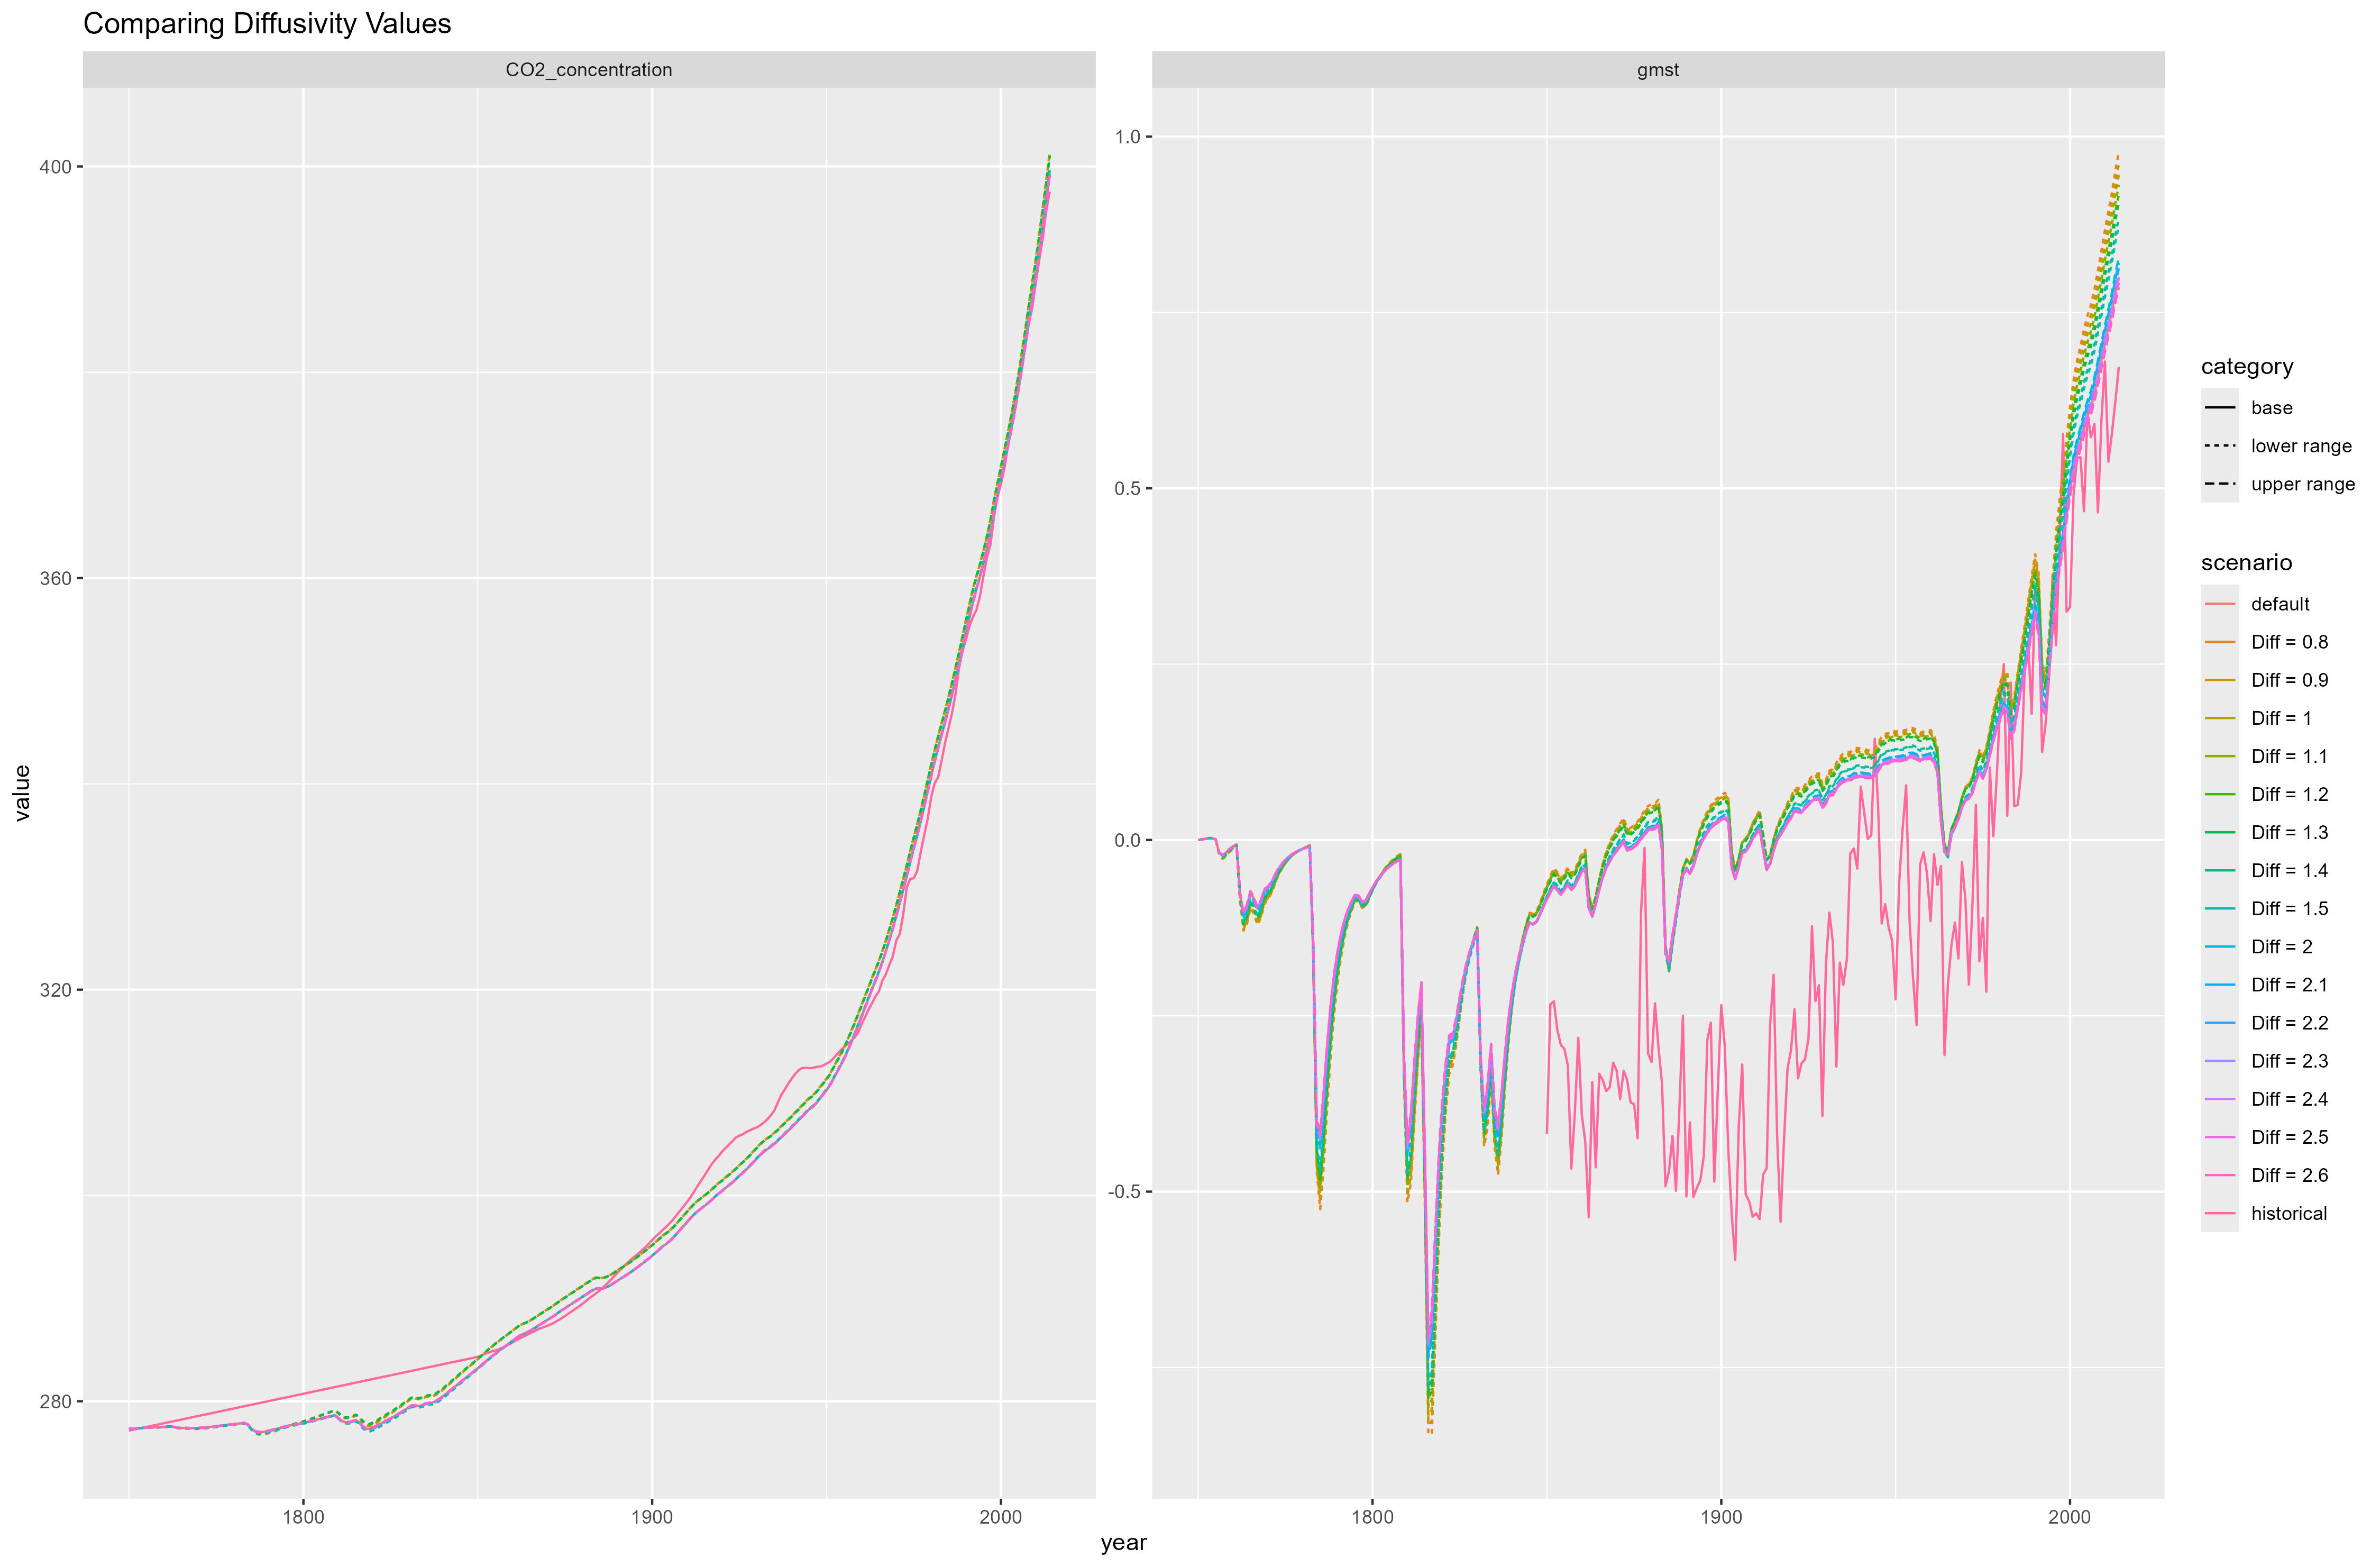 Comparing Diffusivity Values
CO2_concentration
gmst
400
360
320
280
1.0
0.5
0.0
-0.5
value
1800
1900
2000
1800
1900
2000
year
category
base
lower range
upper range
scenario
default
Diff = 0.8
Diff = 0.9
Diff = 1
Diff = 1.1
Diff = 1.2
Diff = 1.3
Diff = 1.4
Diff = 1.5
Diff = 2
Diff = 2.1
Diff = 2.2
Diff = 2.3
Diff = 2.4
Diff = 2.5
Diff = 2.6
historical